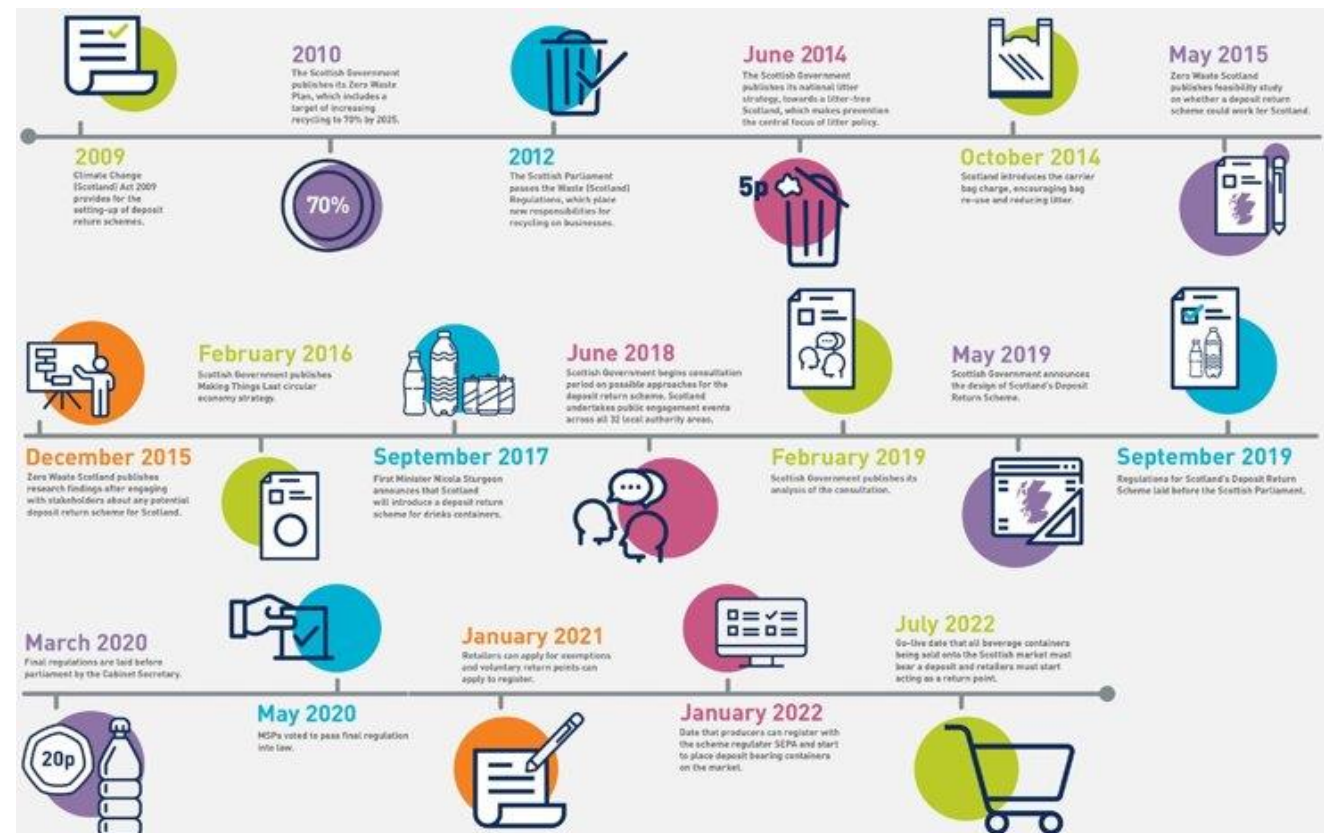 2010
The Scottish Government
publishes its Zero Waste
Plan, which includes a
target of increasing
recycling to 70% by 2025.
June 2014
The Scottish Government
publishes its national litter
strategy, towards a litter-free
Scotland, which makes prevention
the central focus of litter policy.
May 2015
Zero Waste Scotland
publishes feasibility study
on whether a deposit return
scheme could work for Scotland.
2009
Climate Change
(Scotland) Act 2009
provides for the
setting-up of deposit
return schemes.
70%
2012
The Scottish Parliament
passes the Waste (Scotland)
Regulations, which place
new responsibilities for
recycling on businesses.
5p
October 2014
Scotland introduces the carrier
bag charge, encouraging bag
re-use and reducing litter.
February 2016
Scottish Government publishes
Making Things Last circular
economy strategy.
June 2018
Scottish Government begins consultation
period on possible approaches for the
deposit return scheme. Scotland
undertakes public engagement events
across all 32 local authority areas.
May 2019
Scottish Government announces
the design of Scotland's Deposit
Return Scheme.
December 2015
Zero Waste Scotland publishes
research findings after engaging
with stakeholders about any potential
deposit return scheme for Scotland.
September 2017
First Minister Nicola Sturgeon
announces that Scotland
will introduce a deposit return
scheme for drinks containers.
February 2019
Scottish Government publishes its
analysis of the consultation.
September 2019
Regulations for Scotland's Deposit Return
Scheme laid before the Scottish Parliament.
March 2020
Final regulations are laid before
parliament by the Cabinet Secretary.
January 2021
Retailers can apply for exemptions
and voluntary return points can
apply to register.
July 2022
Go-live date that all beverage containers
being sold onto the Scottish market must
bear a deposit and retailers must start
acting as a return point.
20p
May 2020
MSPs voted to pass final regulation
into law.
January 2022
Date that producers can register with
the scheme regulator SEPA and start
to place deposit bearing containers
on the market.